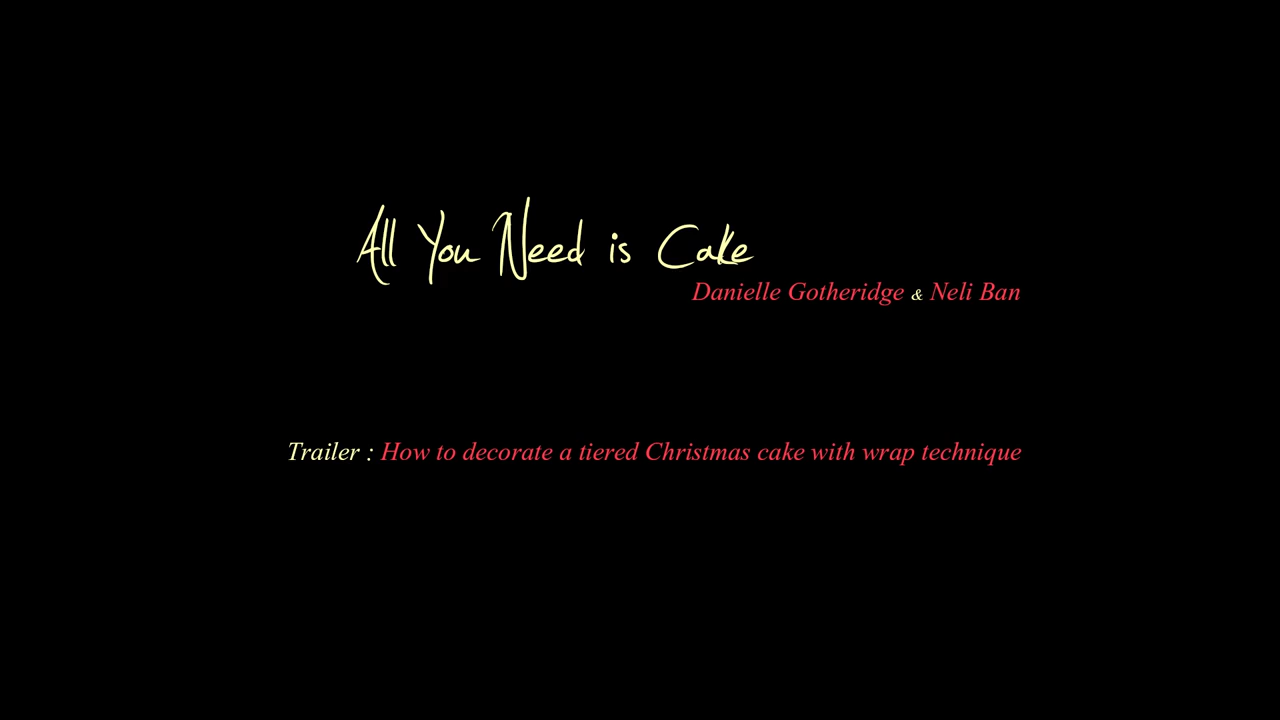 All You Need is Cake
Danielle Gotheridge & Neli Ban
Trailer : How to decorate a tiered Christmas cake with wrap technique